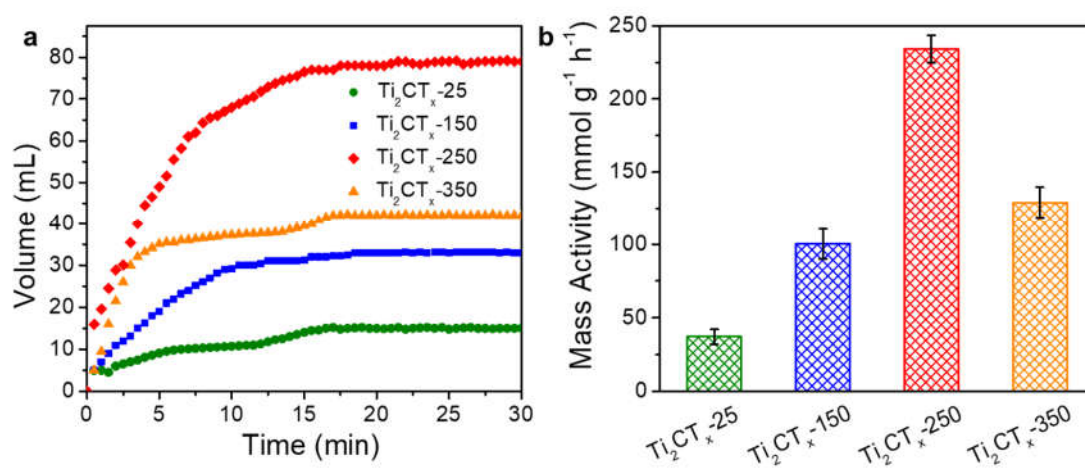 a
Volume (mL)
80
70
60
50
40
30
20
10
0
Ti₂CTₓ-25
Ti₂CTₓ-150
Ti₂CTₓ-250
Ti₂CTₓ-350
0 5 10 15 20 25 30
Time (min)
b
Mass Activity (mmol g⁻¹ h⁻¹)
250
200
150
100
50
0
Ti₂CTₓ-25
Ti₂CTₓ-150
Ti₂CTₓ-250
Ti₂CTₓ-350